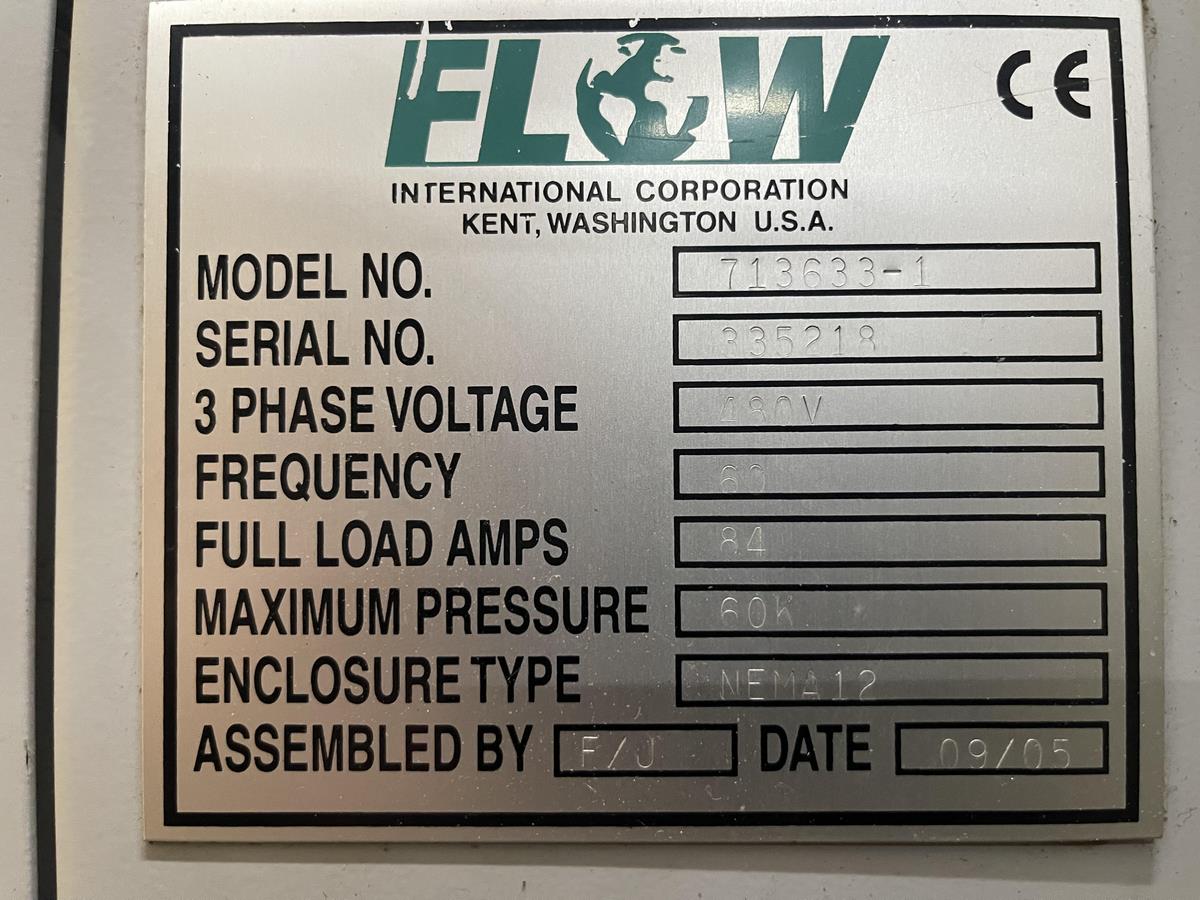 FLOW CE
INTERNATIONAL CORPORATION
KENT, WASHINGTON U.S.A.
MODEL NO. 713633-1
SERIAL NO. 335218
3 PHASE VOLTAGE 480V
FREQUENCY 60
FULL LOAD AMPS 84
MAXIMUM PRESSURE 60K
ENCLOSURE TYPE NEMA12
ASSEMBLED BY F/J DATE 09/05